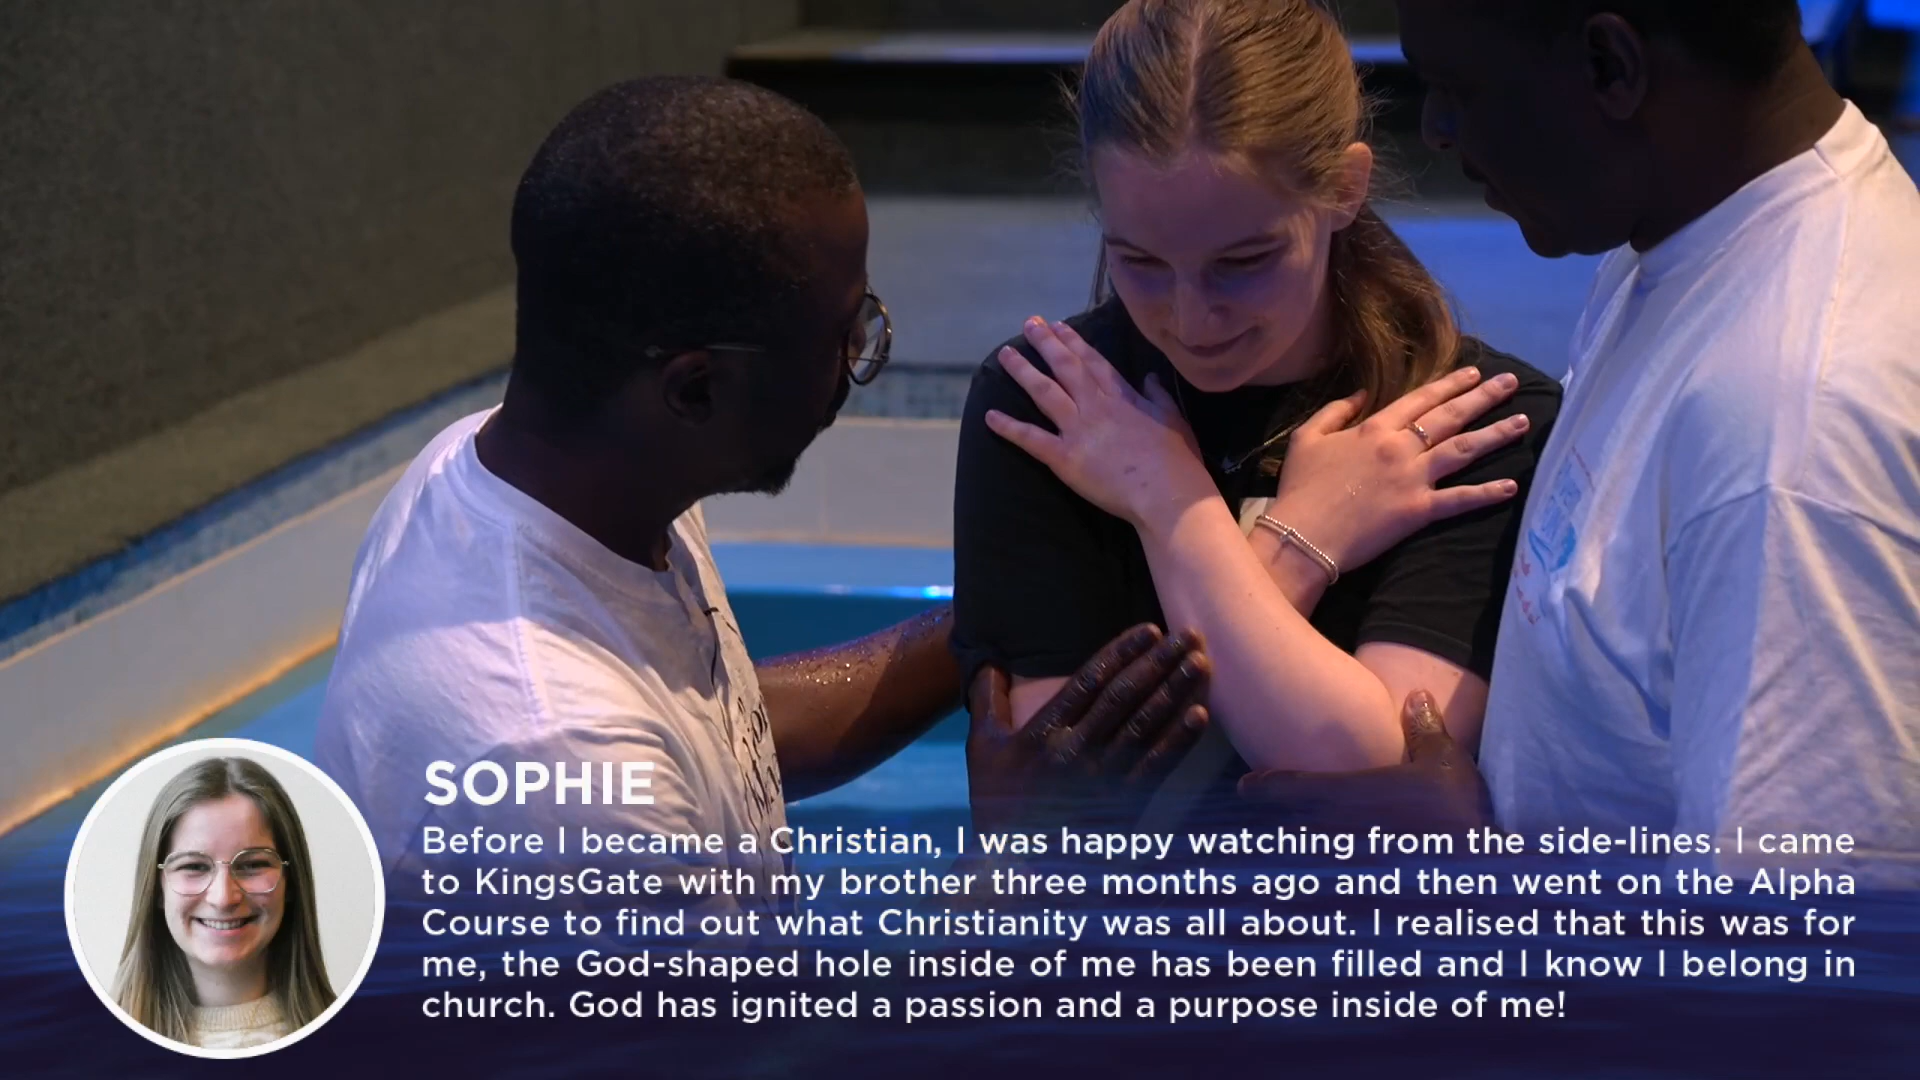 SOPHIE
Before I became a Christian, I was happy watching from the side-lines. I came
to KingsGate with my brother three months ago and then went on the Alpha
Course to find out what Christianity was all about. I realised that this was for
me, the God-shaped hole inside of me has been filled and I know I belong in
church. God has ignited a passion and a purpose inside of me!